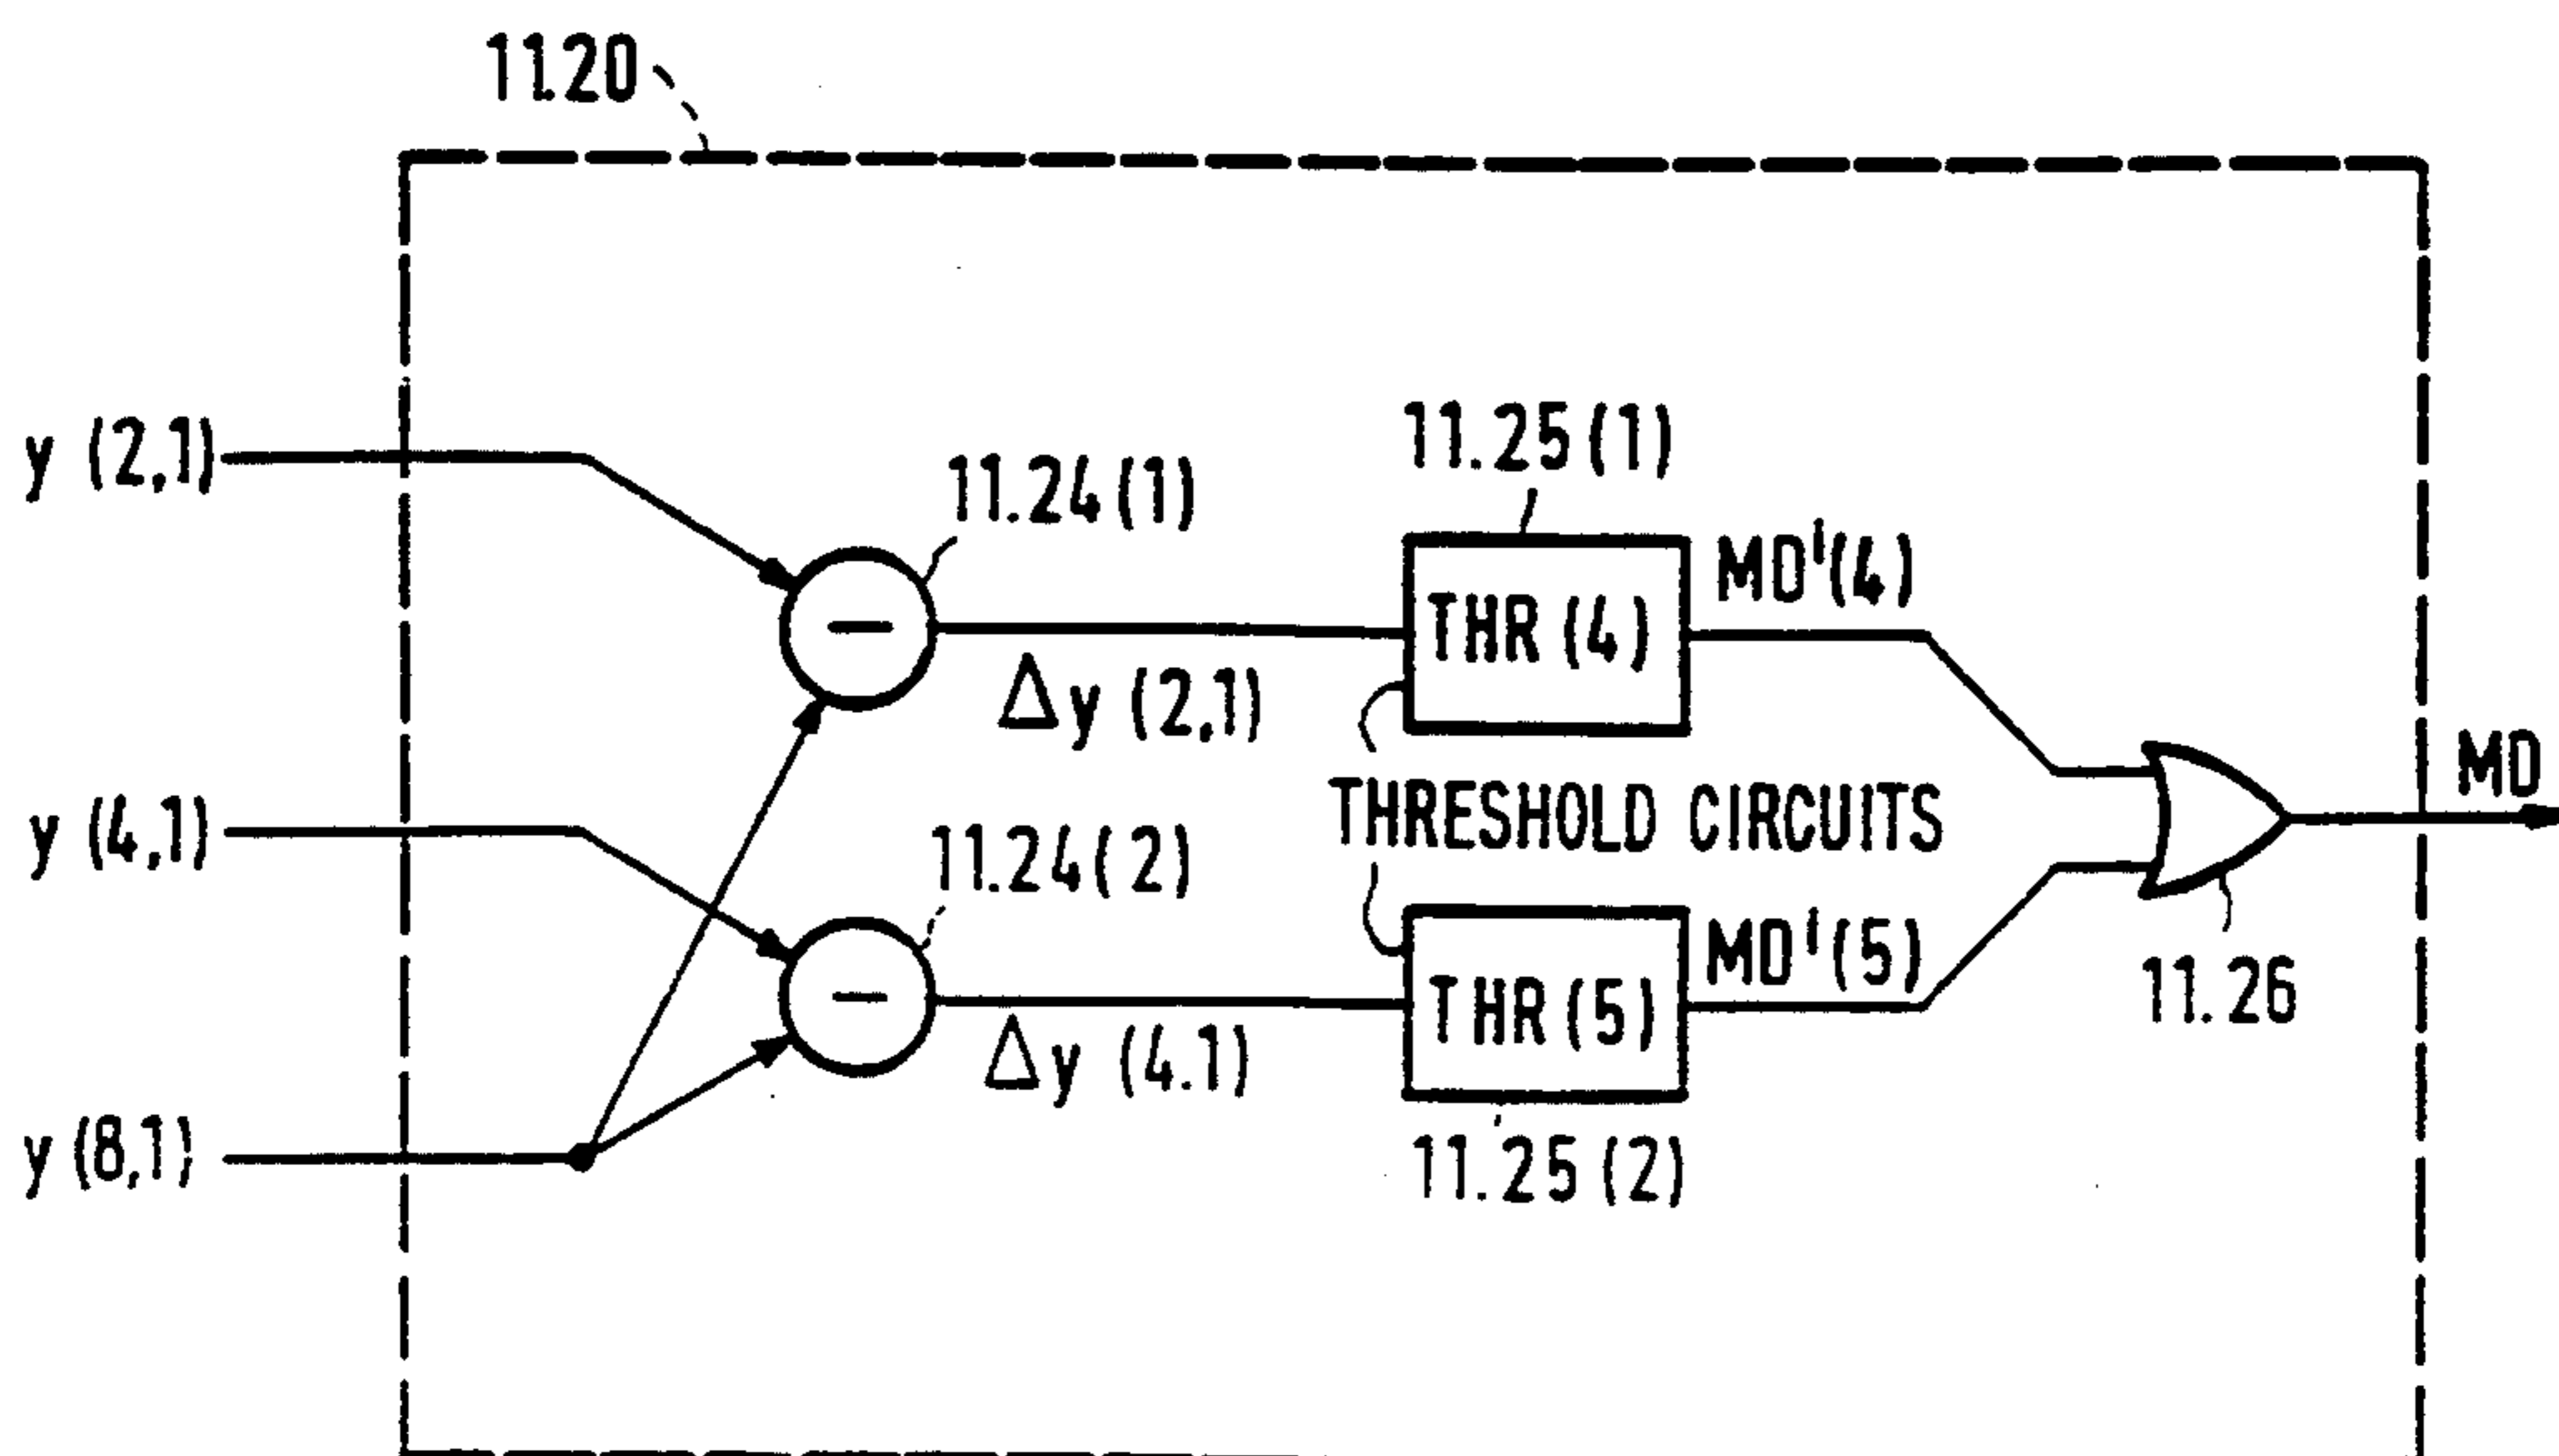 11.20
y (2,1)
11.24 (1)
11.25 (1)
THR (4)
MD'(4)
Δy (2,1)
y (4,1)
11.24 (2)
THRESHOLD CIRCUITS
MD
THR (5)
MD'(5)
11.26
Δy (4.1)
y (8,1)
11.25 (2)